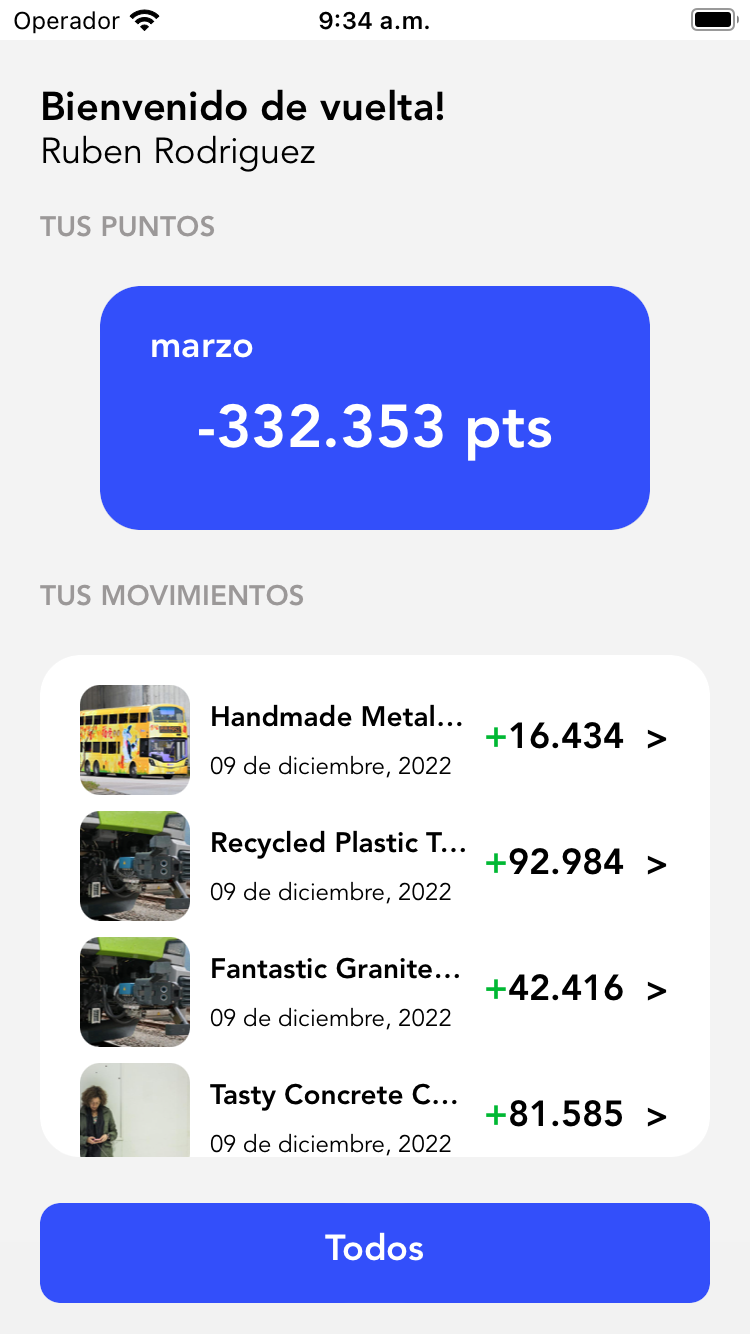 Operador 9:34 a.m.
Bienvenido de vuelta!
Ruben Rodriguez
TUS PUNTOS
marzo
-332.353 pts
TUS MOVIMIENTOS
Handmade Metal...
09 de diciembre, 2022
+16.434 >
Recycled Plastic T...
09 de diciembre, 2022
+92.984 >
Fantastic Granite...
09 de diciembre, 2022
+42.416 >
Tasty Concrete C...
09 de diciembre, 2022
+81.585 >
Todos